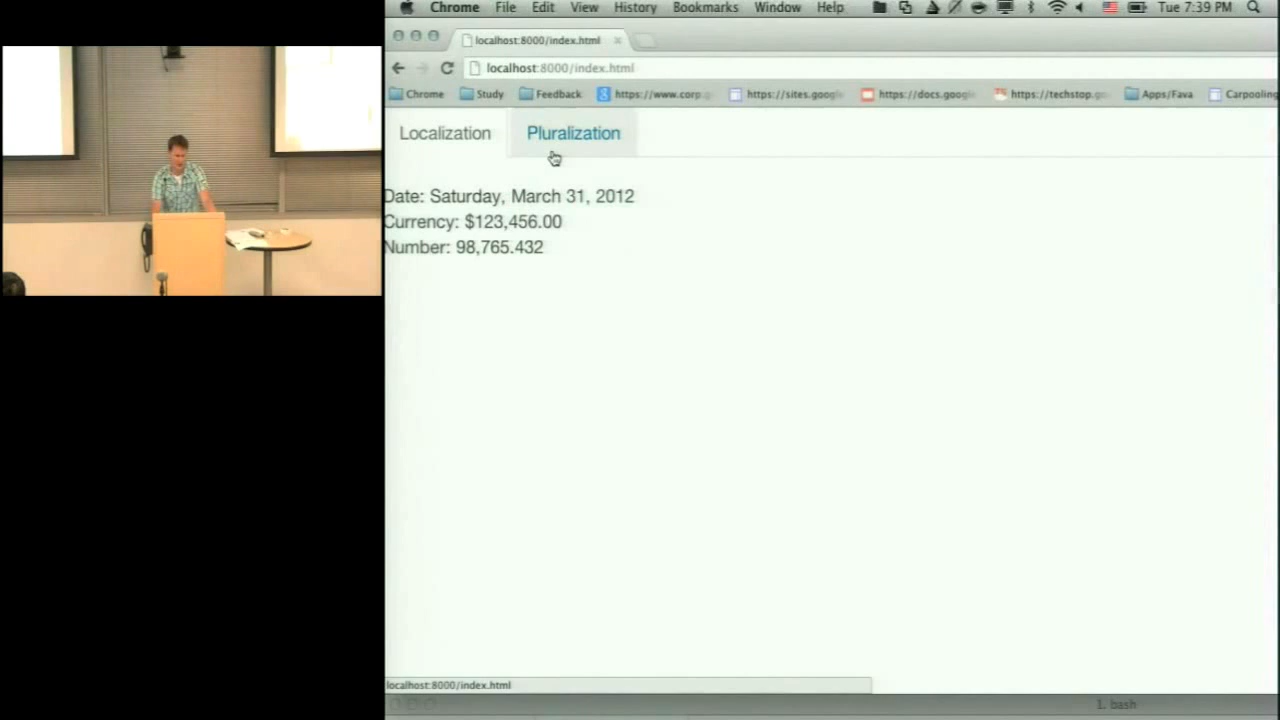 Chrome File Edit View History Bookmarks Window Help Tue 7:39 PM
localhost:8000/index.html
localhost:8000/index.html
Chrome Study Feedback https://www.corp.g https://sites.google https://docs.google https://techstop.g Apps/Fava Carpooling
Localization Pluralization
Date: Saturday, March 31, 2012
Currency: $123,456.00
Number: 98,765.432
localhost:8000/index.html
1. bash